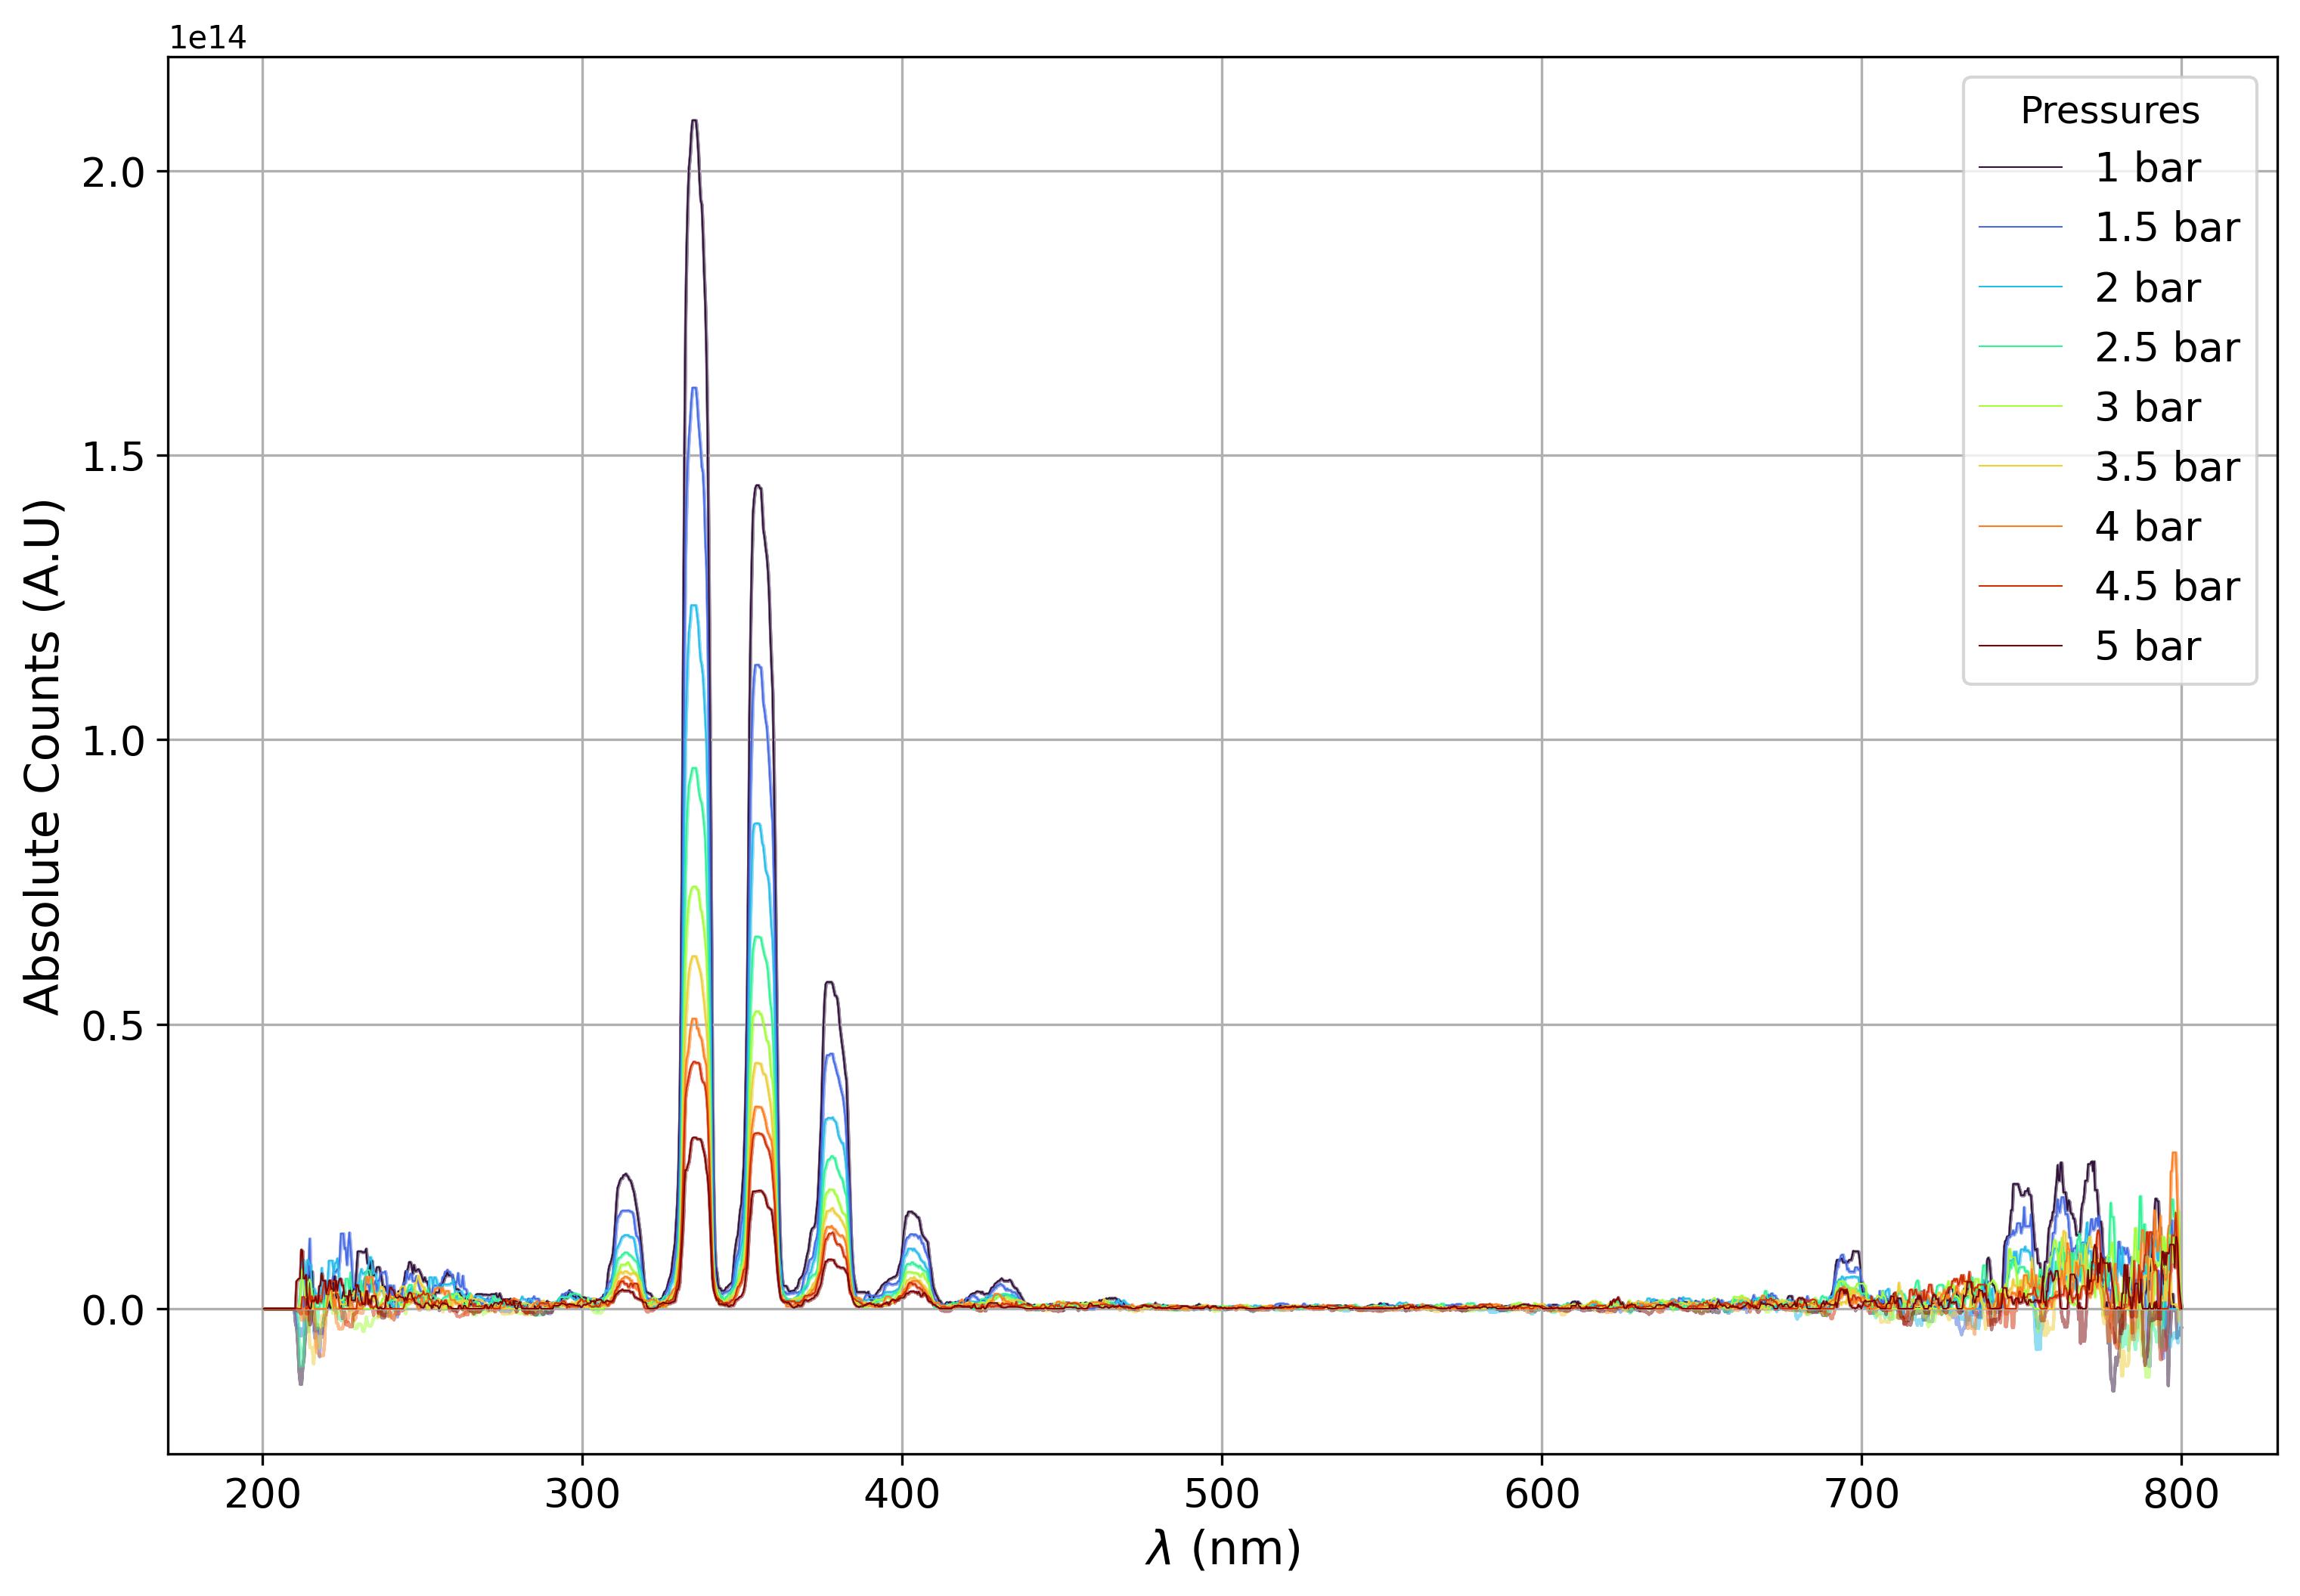 1e14
Absolute Counts (A.U)
2.0
1.5
1.0
0.5
0.0
200
300
400
500
600
700
800
λ (nm)
Pressures
1 bar
1.5 bar
2 bar
2.5 bar
3 bar
3.5 bar
4 bar
4.5 bar
5 bar